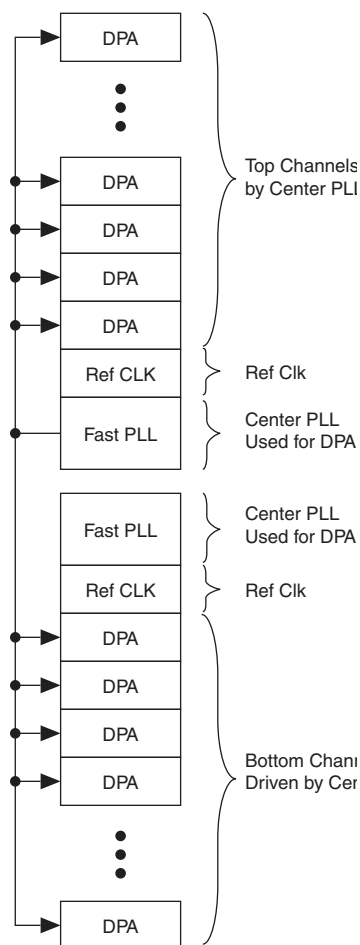 DPA
DPA
DPA
DPA
DPA
Top Channels
by Center PLL
Ref CLK
Ref Clk
Fast PLL
Center PLL
Used for DPA
Fast PLL
Center PLL
Used for DPA
Ref CLK
Ref Clk
DPA
DPA
DPA
DPA
Bottom
Driven by
DPA